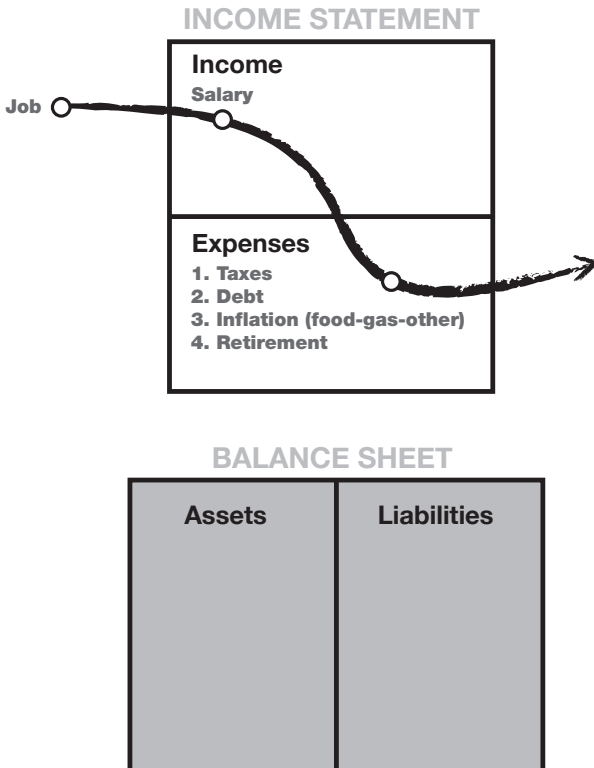 INCOME STATEMENT
Income
Salary
Job
Expenses
1. Taxes
2. Debt
3. Inflation (food-gas-other)
4. Retirement
BALANCE SHEET
Assets
Liabilities